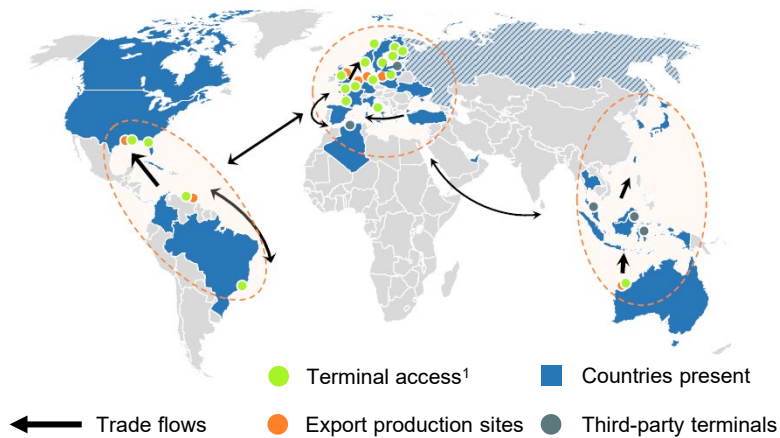 Terminal access¹
Countries present
Trade flows
Export production sites
Third-party terminals